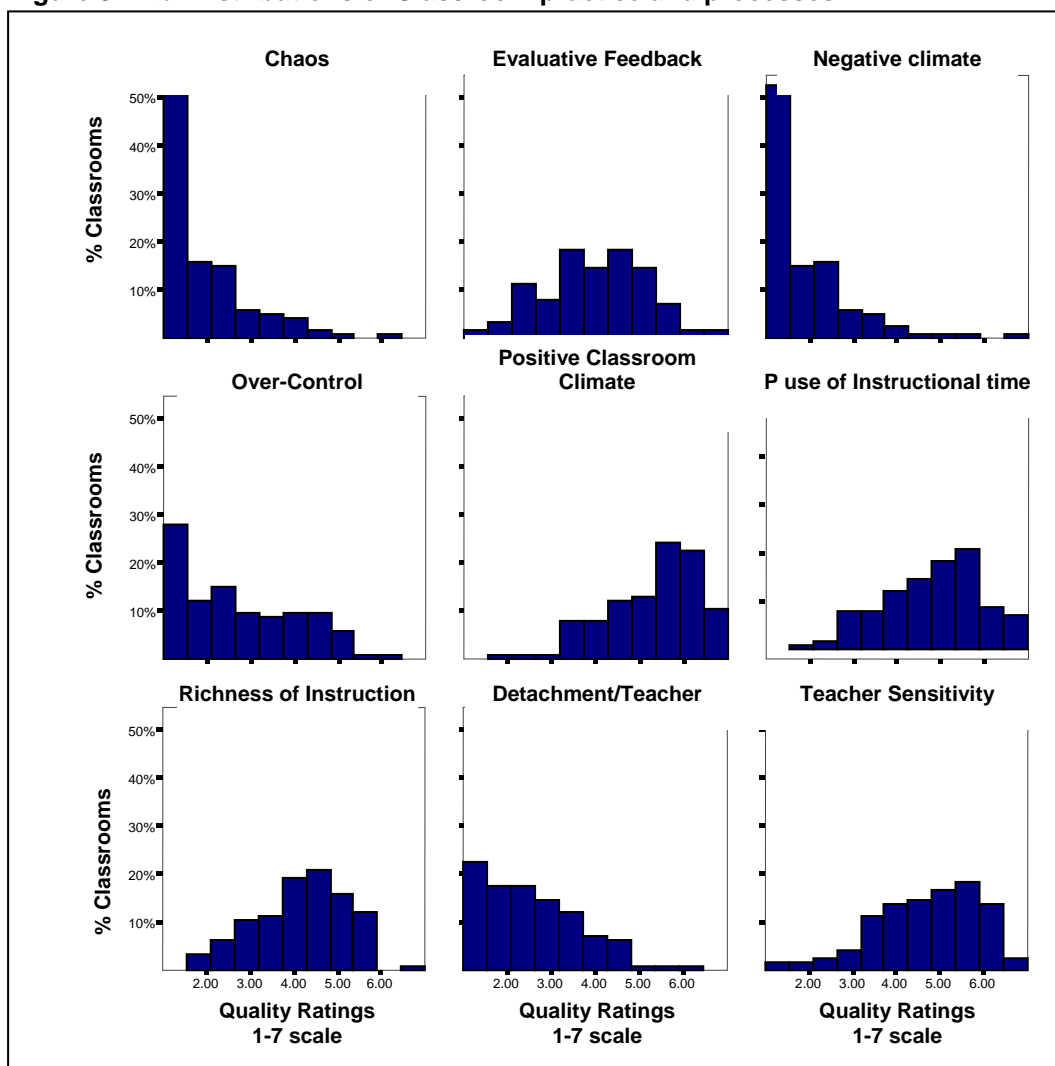 Chaos
Evaluative Feedback
Negative climate
% Classrooms
50%
40%
30%
20%
10%
Over-Control
Positive Classroom
Climate
P use of Instructional time
% Classrooms
50%
40%
30%
20%
10%
Richness of Instruction
Detachment/Teacher
Teacher Sensitivity
% Classrooms
50%
40%
30%
20%
10%
2.00 3.00 4.00 5.00 6.00
2.00 3.00 4.00 5.00 6.00
2.00 3.00 4.00 5.00 6.00
Quality Ratings
1-7 scale
Quality Ratings
1-7 scale
Quality Ratings
1-7 scale